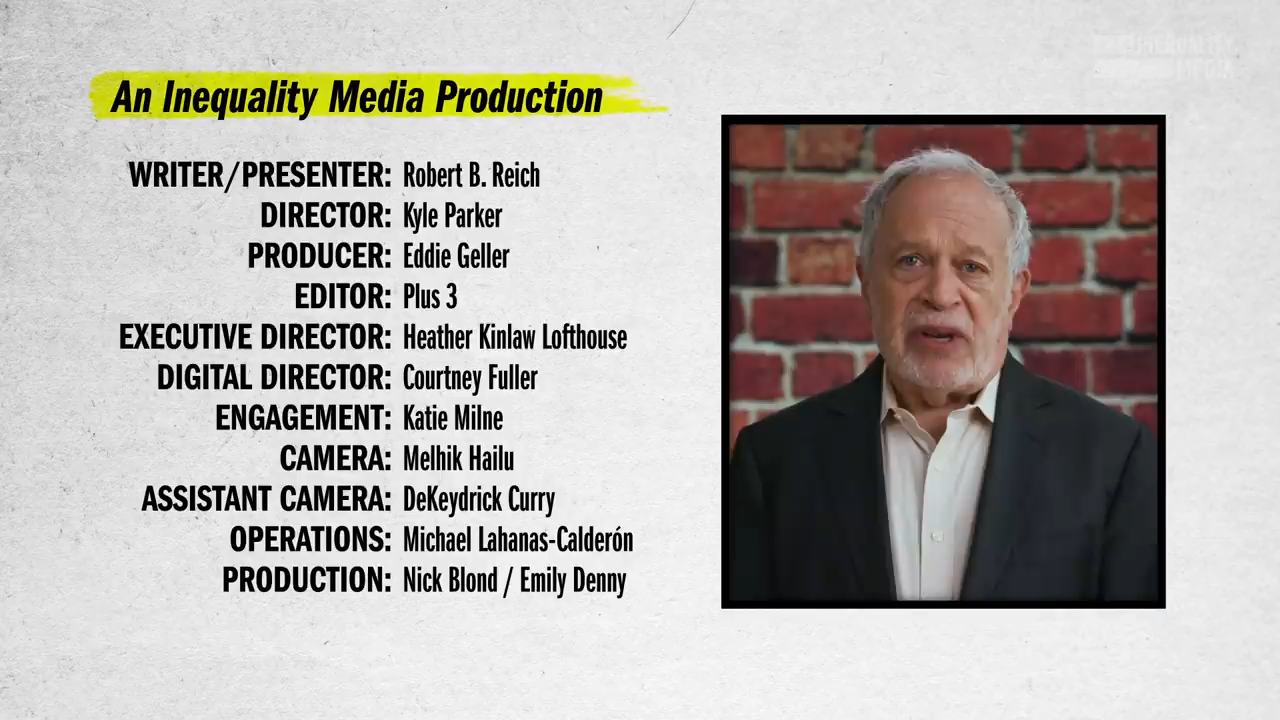 INEQUALITY
MEDIA
An Inequality Media Production
WRITER/PRESENTER: Robert B. Reich
DIRECTOR: Kyle Parker
PRODUCER: Eddie Geller
EDITOR: Plus 3
EXECUTIVE DIRECTOR: Heather Kinlaw Lofthouse
DIGITAL DIRECTOR: Courtney Fuller
ENGAGEMENT: Katie Milne
CAMERA: Melhik Hailu
ASSISTANT CAMERA: DeKeydrick Curry
OPERATIONS: Michael Lahanas-Calderón
PRODUCTION: Nick Blond / Emily Denny